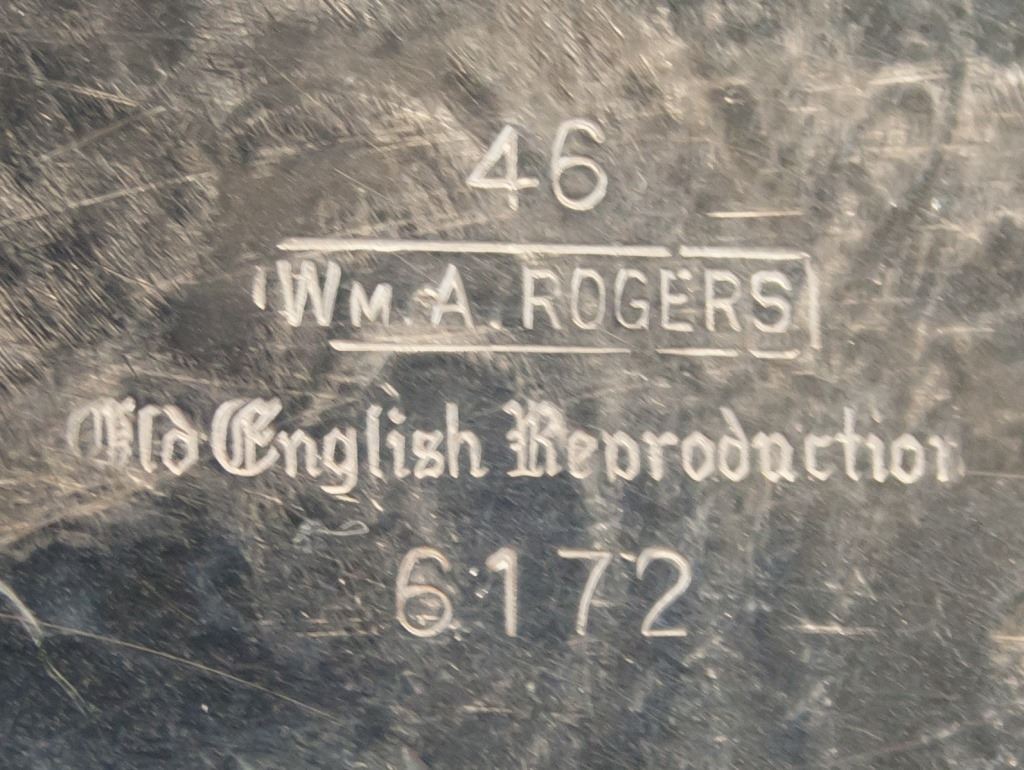 46
WM. A. ROGERS
Old English Reproduction
6172